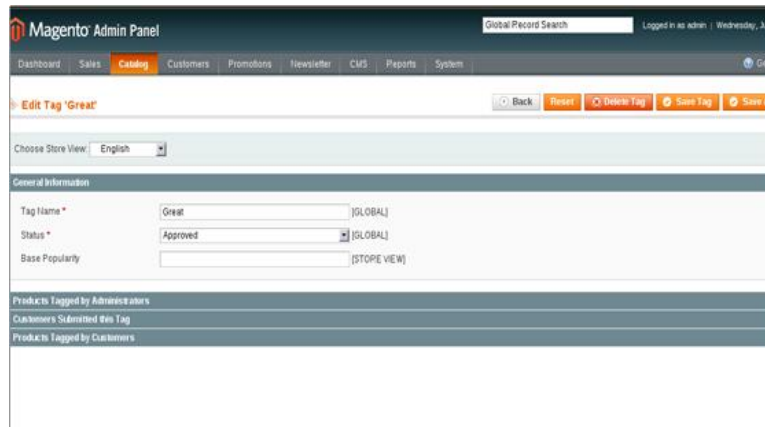 Magento Admin Panel
Global Record Search
Logged in as admin | Wednesday, J
Dashboard Sales Catalog Customers Promotions Newsletter CMS Reports System
Edit Tag 'Great'
Back Reset Delete Tag Save Tag Save
Choose Store View: English
General Information
Tag Name * Great [GLOBAL]
Status * Approved [GLOBAL]
Base Popularity [STORE VIEW]
Products Tagged by Administrators
Customers Submitted this Tag
Products Tagged by Customers